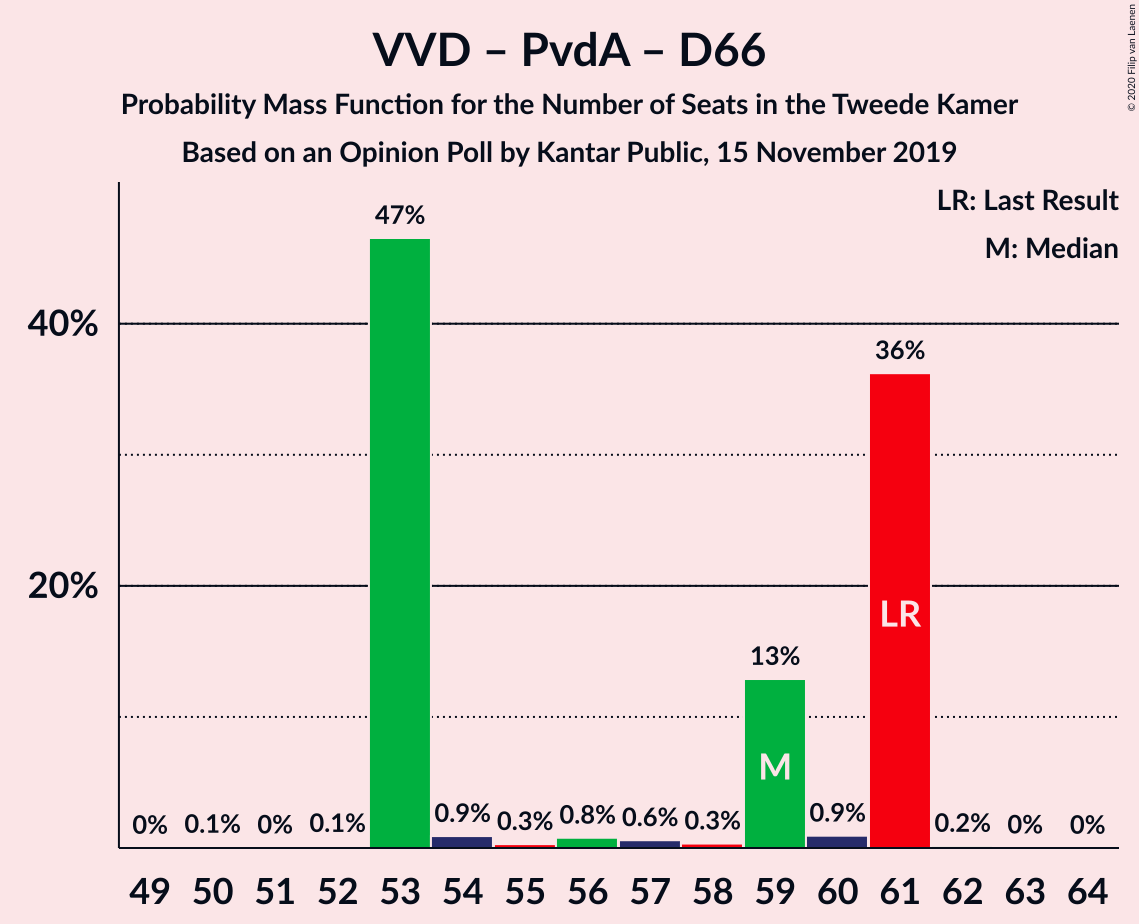 VVD – PvdA – D66
Probability Mass Function for the Number of Seats in the Tweede Kamer
Based on an Opinion Poll by Kantar Public, 15 November 2019
© 2020 Filip van Laenen
LR: Last Result
M: Median
40%
20%
0% 0.1% 0% 0.1% 47% 0.9% 0.3% 0.8% 0.6% 0.3% 13% 0.9% 36% 0.2% 0% 0%
M
LR
49 50 51 52 53 54 55 56 57 58 59 60 61 62 63 64